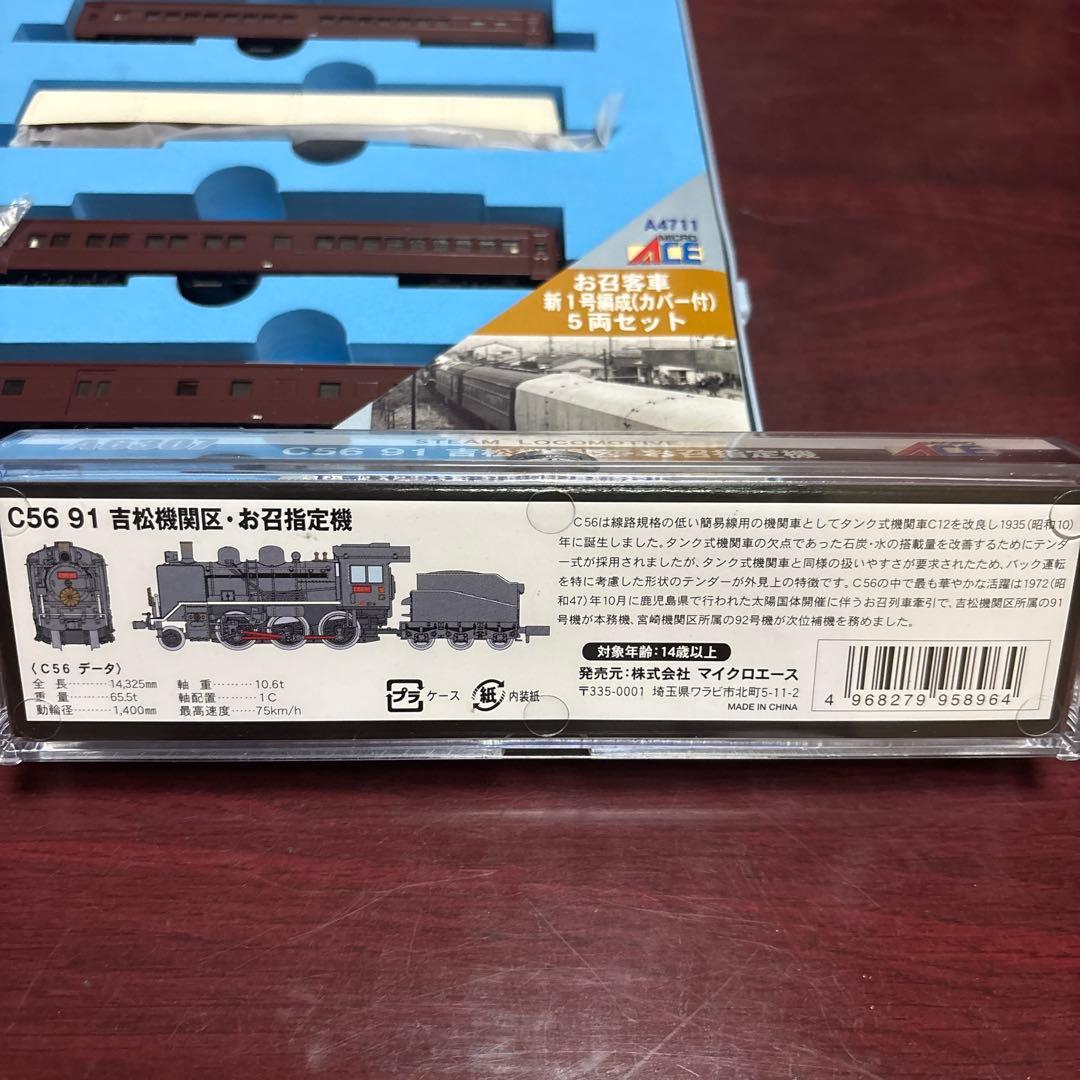 A4711
MICRO
ACE
お召客車
新1号編成(カバー付)
5両セット
A6307
STEAM LOCOMOTIVE
C56 91 吉松機関区・お召指定機
C56 91 吉松機関区・お召指定機
C56は線路規格の低い簡易線用の機関車としてタンク式機関車C12を改良し1935(昭和10)
年に誕生しました。タンク式機関車の欠点であった石炭・水の搭載量を改善するためにテンダー
式が採用されましたが、タンク式機関車と同様の扱いやすさが要求されたため、バック運転
を特に考慮した形状のテンダーが外見上の特徴です。C56の中で最も華やかな活躍は1972(昭
和47)年10月に鹿児島県で行われた太陽国体開催に伴うお召列車牽引で、吉松機関区所属の91
号機が本務機、宮崎機関区所属の92号機が次位補機を務めました。
〈C56 データ〉
全長………14,325mm 軸重………10.6t
重量………65.5t 軸配置………1C
動輪径……1,400mm 最高速度……75km/h
プラ ケース 紙 内装紙
対象年齢:14歳以上
発売元:株式会社 マイクロエース
〒335-0001 埼玉県ワラビ市北町5-11-2
MADE IN CHINA
4 968279 958964